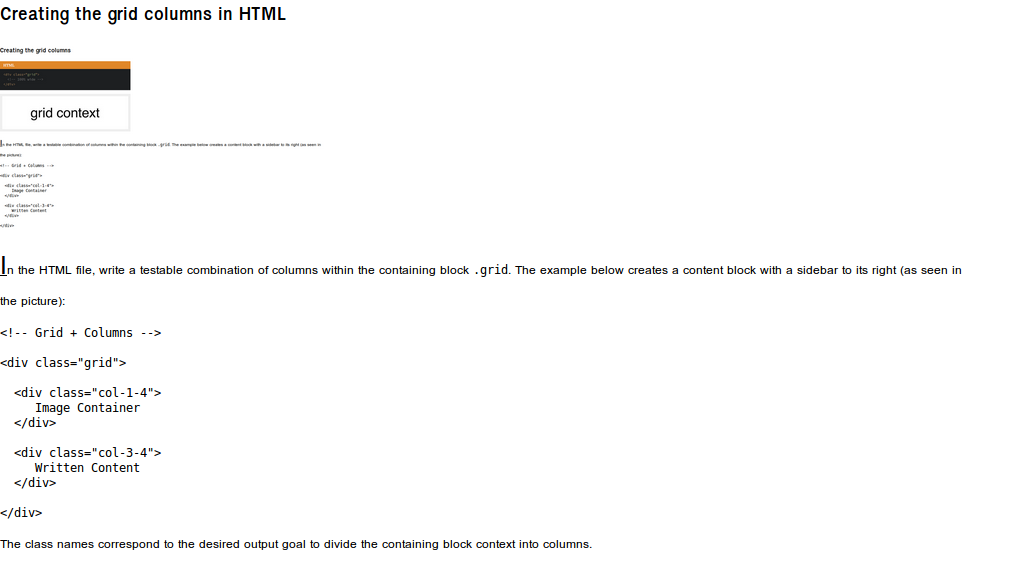 Creating the grid columns in HTML
Creating the grid columns
HTML
grid context
In the HTML file, write a testable combination of columns within the containing block .grid. The example below creates a content block with a sidebar to its right (as seen in
the picture):
<!-- Grid + Columns -->
<div class="grid">
<div class="col-1-4">
Image Container
</div>
<div class="col-3-4">
Written Content
</div>
</div>
In the HTML file, write a testable combination of columns within the containing block .grid. The example below creates a content block with a sidebar to its right (as seen in
the picture):
<!-- Grid + Columns -->
<div class="grid">
<div class="col-1-4">
Image Container
</div>
<div class="col-3-4">
Written Content
</div>
</div>
The class names correspond to the desired output goal to divide the containing block context into columns.